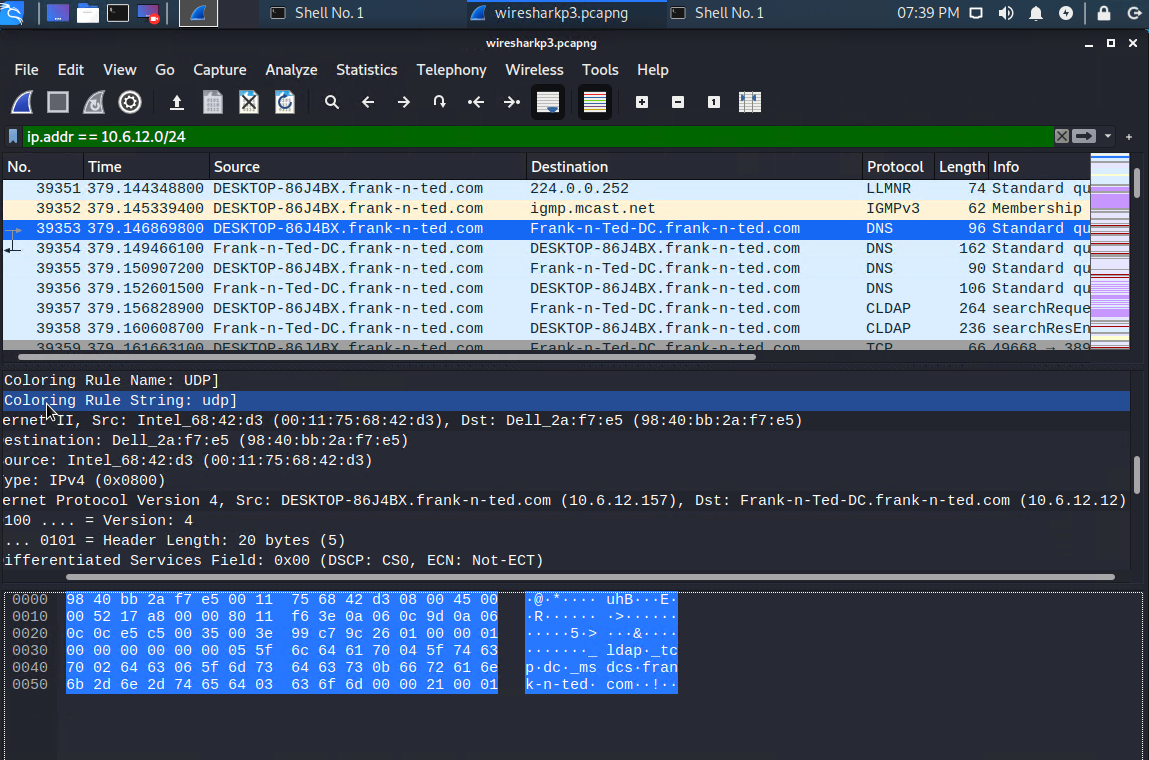 Shell No. 1 wiresharkp3.pcapng Shell No. 1 07:39 PM
wiresharkp3.pcapng
File Edit View Go Capture Analyze Statistics Telephony Wireless Tools Help
ip.addr == 10.6.12.0/24
No. Time Source Destination Protocol Length Info
39351 379.144348800 DESKTOP-86J4BX.frank-n-ted.com 224.0.0.252 LLMNR 74 Standard qu
39352 379.145339400 DESKTOP-86J4BX.frank-n-ted.com igmp.mcast.net IGMPv3 62 Membership
39353 379.146869800 DESKTOP-86J4BX.frank-n-ted.com Frank-n-Ted-DC.frank-n-ted.com DNS 96 Standard qu
39354 379.149466100 Frank-n-Ted-DC.frank-n-ted.com DESKTOP-86J4BX.frank-n-ted.com DNS 162 Standard qu
39355 379.150907200 DESKTOP-86J4BX.frank-n-ted.com Frank-n-Ted-DC.frank-n-ted.com DNS 90 Standard qu
39356 379.152601500 DESKTOP-86J4BX.frank-n-ted.com Frank-n-Ted-DC.frank-n-ted.com DNS 106 Standard qu
39357 379.156828900 DESKTOP-86J4BX.frank-n-ted.com Frank-n-Ted-DC.frank-n-ted.com CLDAP 264 searchReque
39358 379.160608700 Frank-n-Ted-DC.frank-n-ted.com DESKTOP-86J4BX.frank-n-ted.com CLDAP 236 searchResEn
39359 379.161663100 DESKTOP-86J4BX.frank-n-ted.com Frank-n-Ted-DC.frank-n-ted.com TCP 66 49668 → 389
Coloring Rule Name: UDP]
Coloring Rule String: udp]
ernet II, Src: Intel_68:42:d3 (00:11:75:68:42:d3), Dst: Dell_2a:f7:e5 (98:40:bb:2a:f7:e5)
estination: Dell_2a:f7:e5 (98:40:bb:2a:f7:e5)
ource: Intel_68:42:d3 (00:11:75:68:42:d3)
ype: IPv4 (0x0800)
ernet Protocol Version 4, Src: DESKTOP-86J4BX.frank-n-ted.com (10.6.12.157), Dst: Frank-n-Ted-DC.frank-n-ted.com (10.6.12.12)
100 .... = Version: 4
... 0101 = Header Length: 20 bytes (5)
ifferentiated Services Field: 0x00 (DSCP: CS0, ECN: Not-ECT)
0000 98 40 bb 2a f7 e5 00 11 75 68 42 d3 08 00 45 00 ·@·*···· uhB···E·
0010 00 52 17 a8 00 00 80 11 f6 3e 0a 06 0c 9d 0a 06 ·R······ ·>······
0020 0c 0c e5 c5 00 35 00 3e 99 c7 9c 26 01 00 00 01 ·····5·> ···&····
0030 00 00 00 00 00 00 05 5f 6c 64 61 70 04 5f 74 63 ·······_ ldap·_tc
0040 70 02 64 63 06 5f 6d 73 64 63 73 0b 66 72 61 6e p·dc·_ms dcs·fran
0050 6b 2d 6e 2d 74 65 64 03 63 6f 6d 00 00 21 00 01 k-n-ted· com··!··